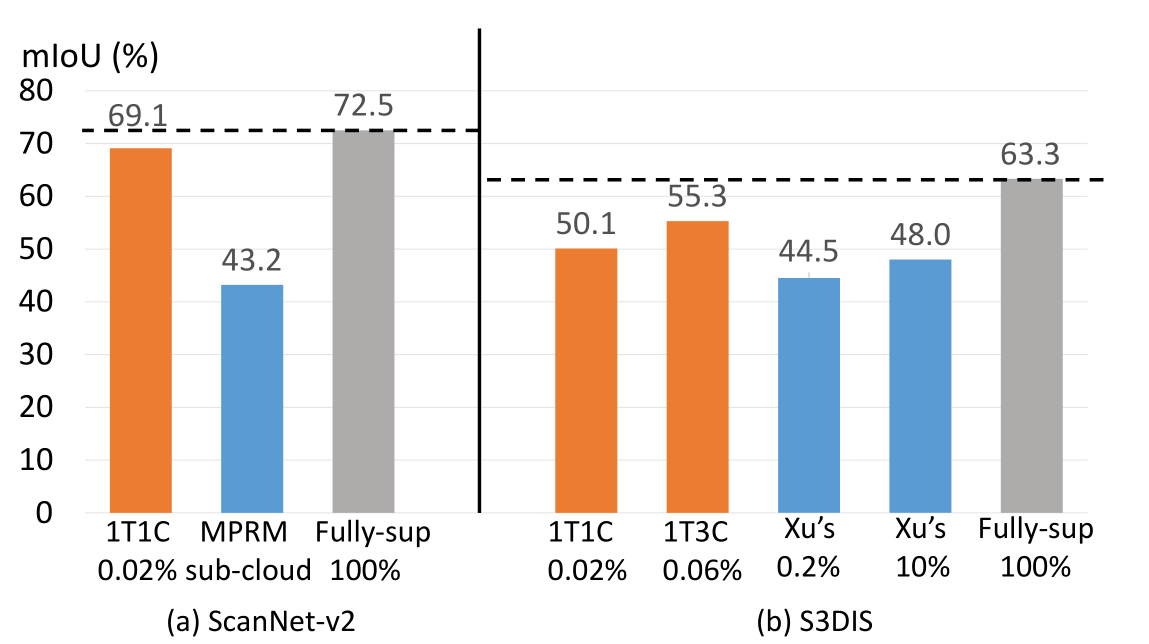 mIoU (%)
80
70
60
50
40
30
20
10
0
69.1
43.2
72.5
50.1
55.3
44.5
48.0
63.3
1T1C MPRM Fully-sup
0.02% sub-cloud 100%
(a) ScanNet-v2
1T1C 1T3C Xu's Xu's Fully-sup
0.02% 0.06% 0.2% 10% 100%
(b) S3DIS